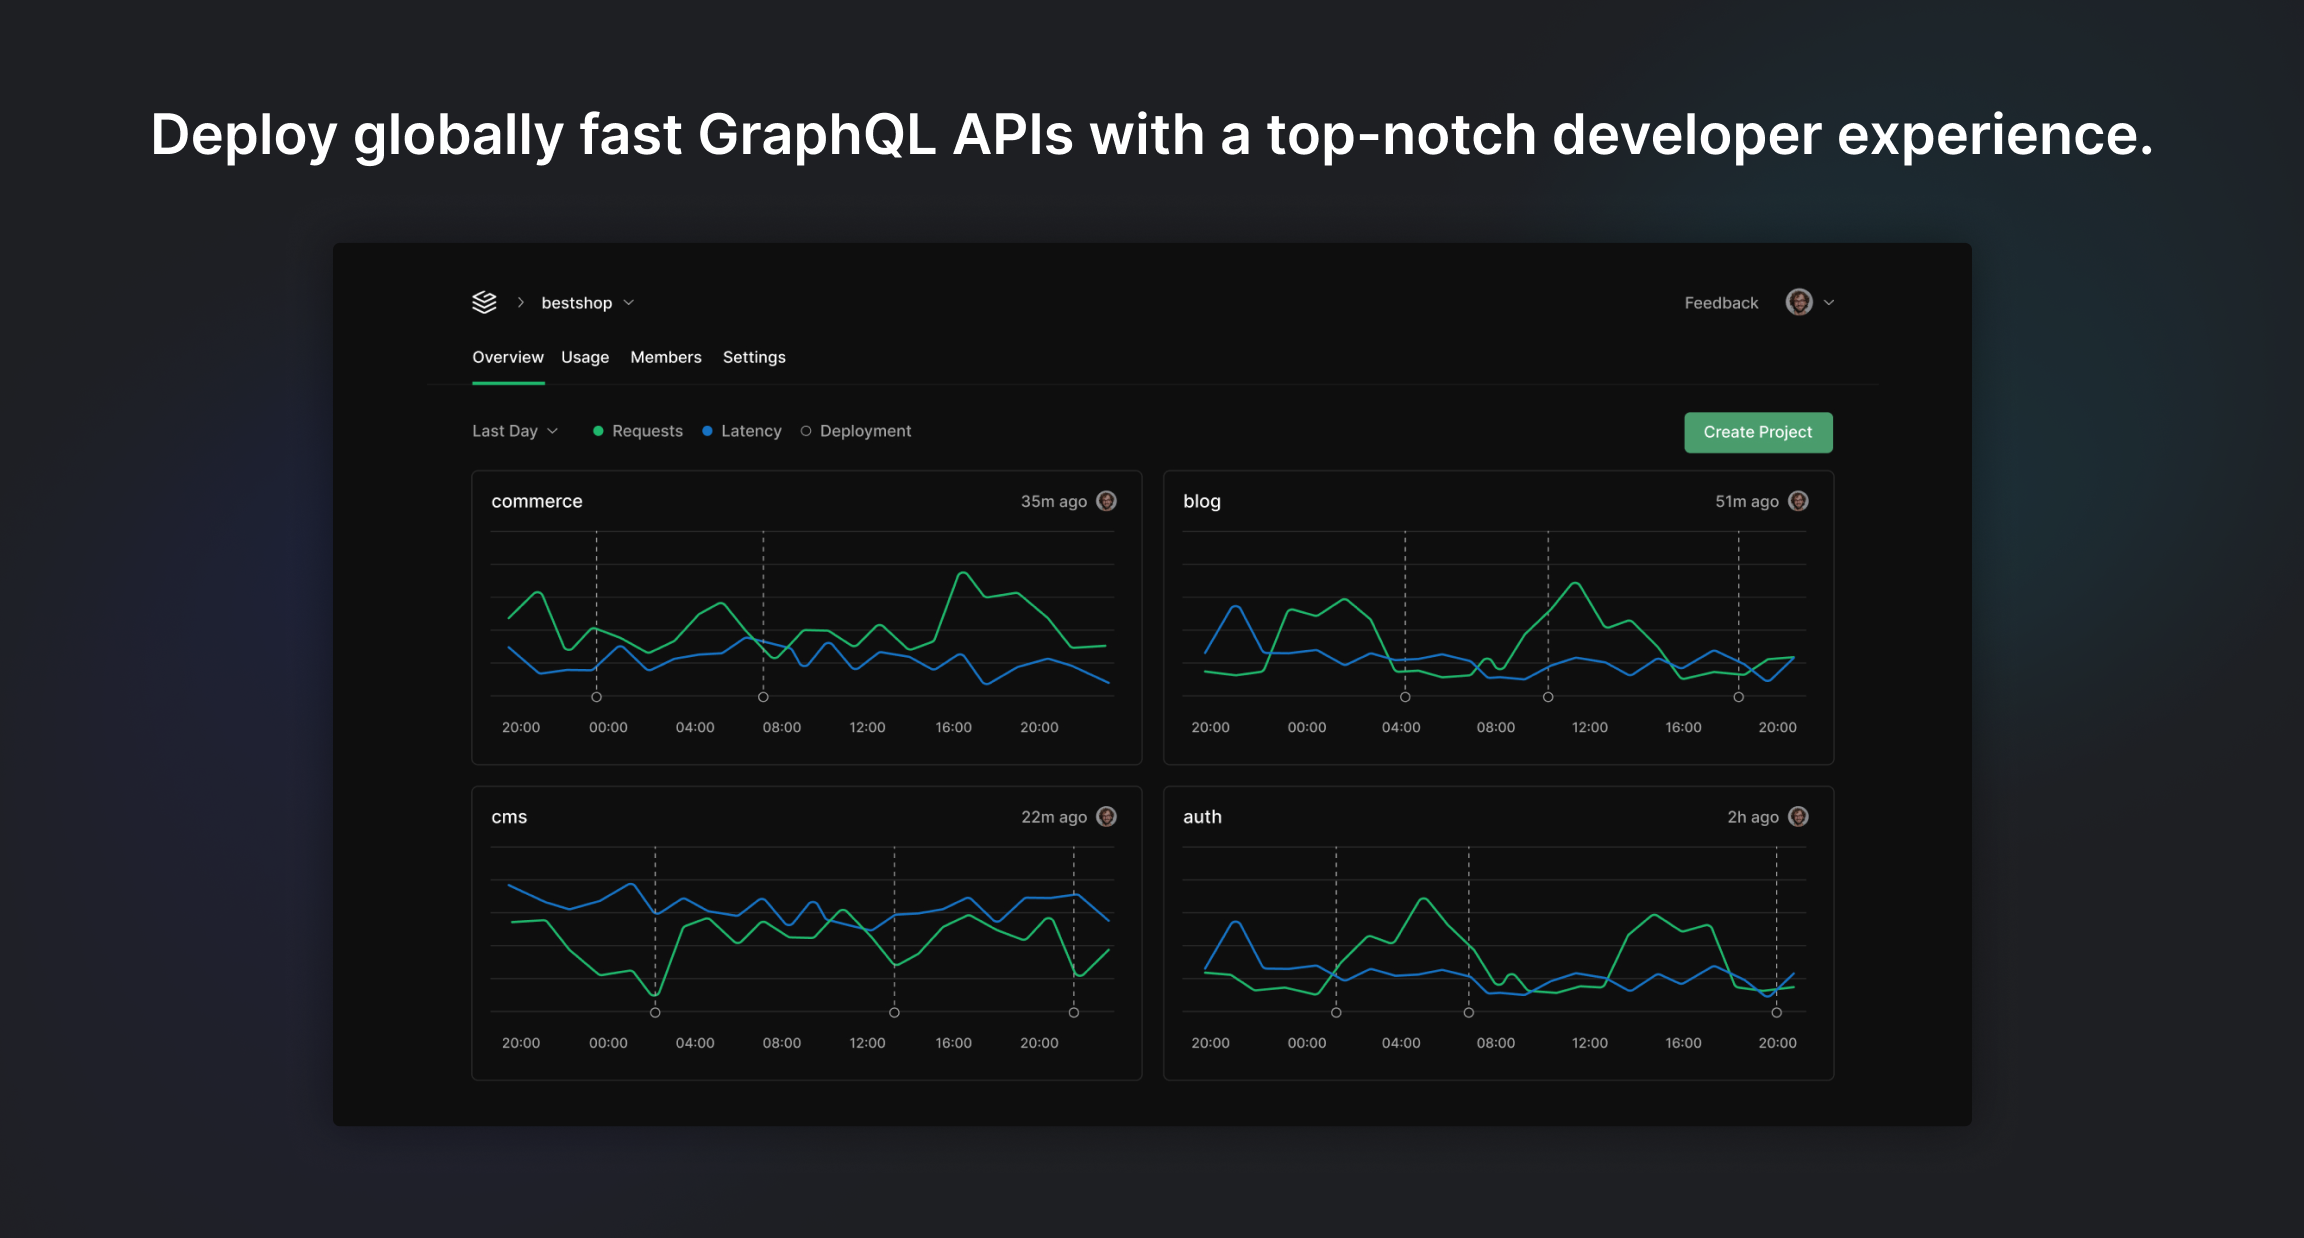 Deploy globally fast GraphQL APIs with a top-notch developer experience.
bestshop
Feedback
Overview Usage Members Settings
Last Day Requests Latency Deployment
Create Project
commerce 35m ago
20:00 00:00 04:00 08:00 12:00 16:00 20:00
blog 51m ago
20:00 00:00 04:00 08:00 12:00 16:00 20:00
cms 22m ago
20:00 00:00 04:00 08:00 12:00 16:00 20:00
auth 2h ago
20:00 00:00 04:00 08:00 12:00 16:00 20:00